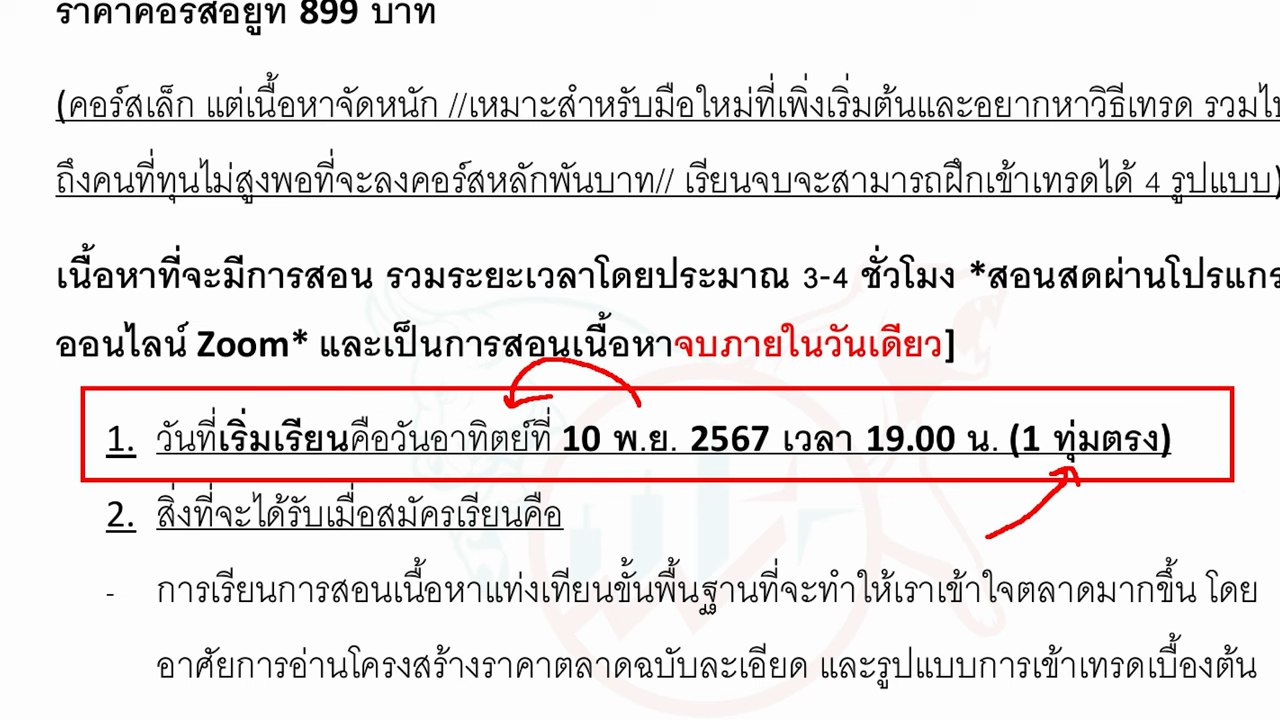 ราคาคอร์สอยู่ที่ 899 บาท
(คอร์สเล็ก แต่เนื้อหาจัดหนัก //เหมาะสำหรับมือใหม่ที่เพิ่งเริ่มต้นและอยากหาวิธีเทรด รวมไป
ถึงคนที่ทุนไม่สูงพอที่จะลงคอร์สหลักพันบาท// เรียนจบจะสามารถฝึกเข้าเทรดได้ 4 รูปแบบ)
เนื้อหาที่จะมีการสอน รวมระยะเวลาโดยประมาณ 3-4 ชั่วโมง *สอนสดผ่านโปรแกร
ออนไลน์ Zoom* และเป็นการสอนเนื้อหาจบภายในวันเดียว]
1. วันที่เริ่มเรียนคือวันอาทิตย์ที่ 10 พ.ย. 2567 เวลา 19.00 น. (1 ทุ่มตรง)
2. สิ่งที่จะได้รับเมื่อสมัครเรียนคือ
- การเรียนการสอนเนื้อหาแท่งเทียนขั้นพื้นฐานที่จะทำให้เราเข้าใจตลาดมากขึ้น โดย
อาศัยการอ่านโครงสร้างราคาตลาดฉบับละเอียด และรูปแบบการเข้าเทรดเบื้องต้น